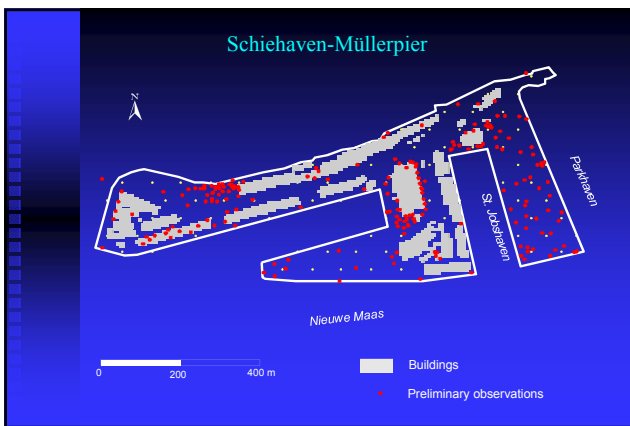 Schiehaven-Müllerpier
N
Parkhaven
St. Jobshaven
Nieuwe Maas
0 200 400 m
Buildings
Preliminary observations